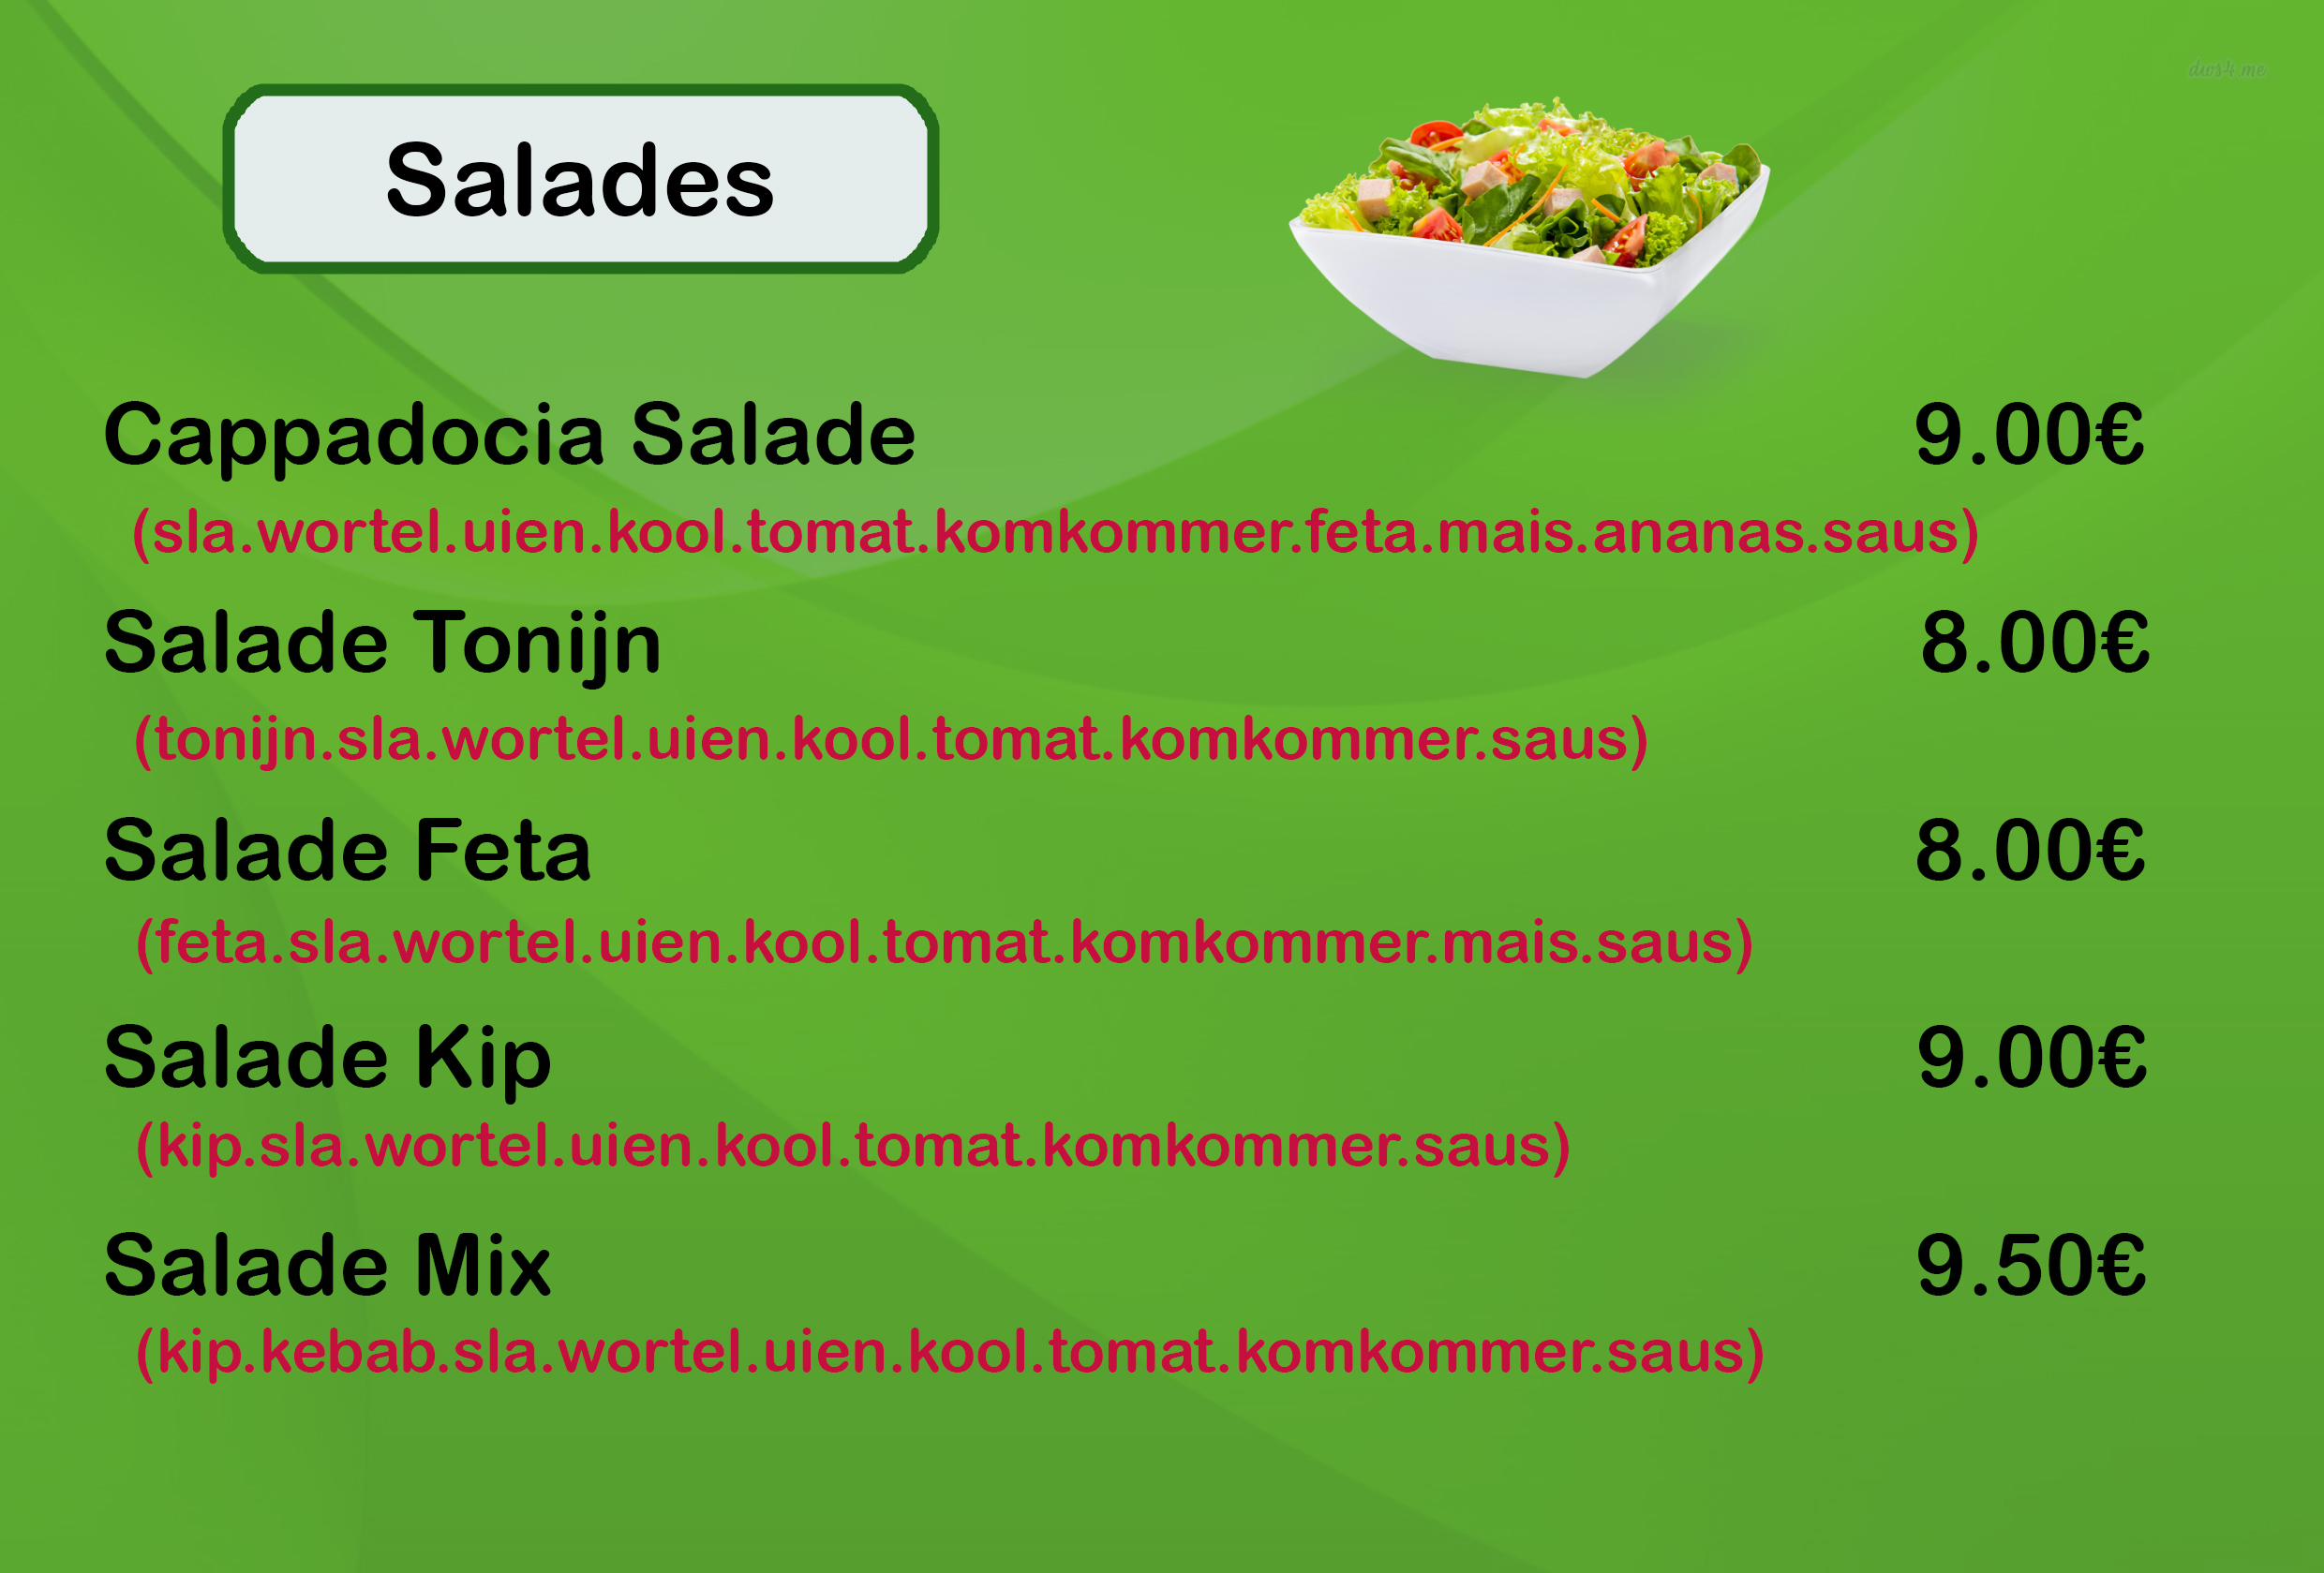 dws4.me
Salades
Cappadocia Salade 9.00€
(sla.wortel.uien.kool.tomat.komkommer.feta.mais.ananas.saus)
Salade Tonijn 8.00€
(tonijn.sla.wortel.uien.kool.tomat.komkommer.saus)
Salade Feta 8.00€
(feta.sla.wortel.uien.kool.tomat.komkommer.mais.saus)
Salade Kip 9.00€
(kip.sla.wortel.uien.kool.tomat.komkommer.saus)
Salade Mix 9.50€
(kip.kebab.sla.wortel.uien.kool.tomat.komkommer.saus)